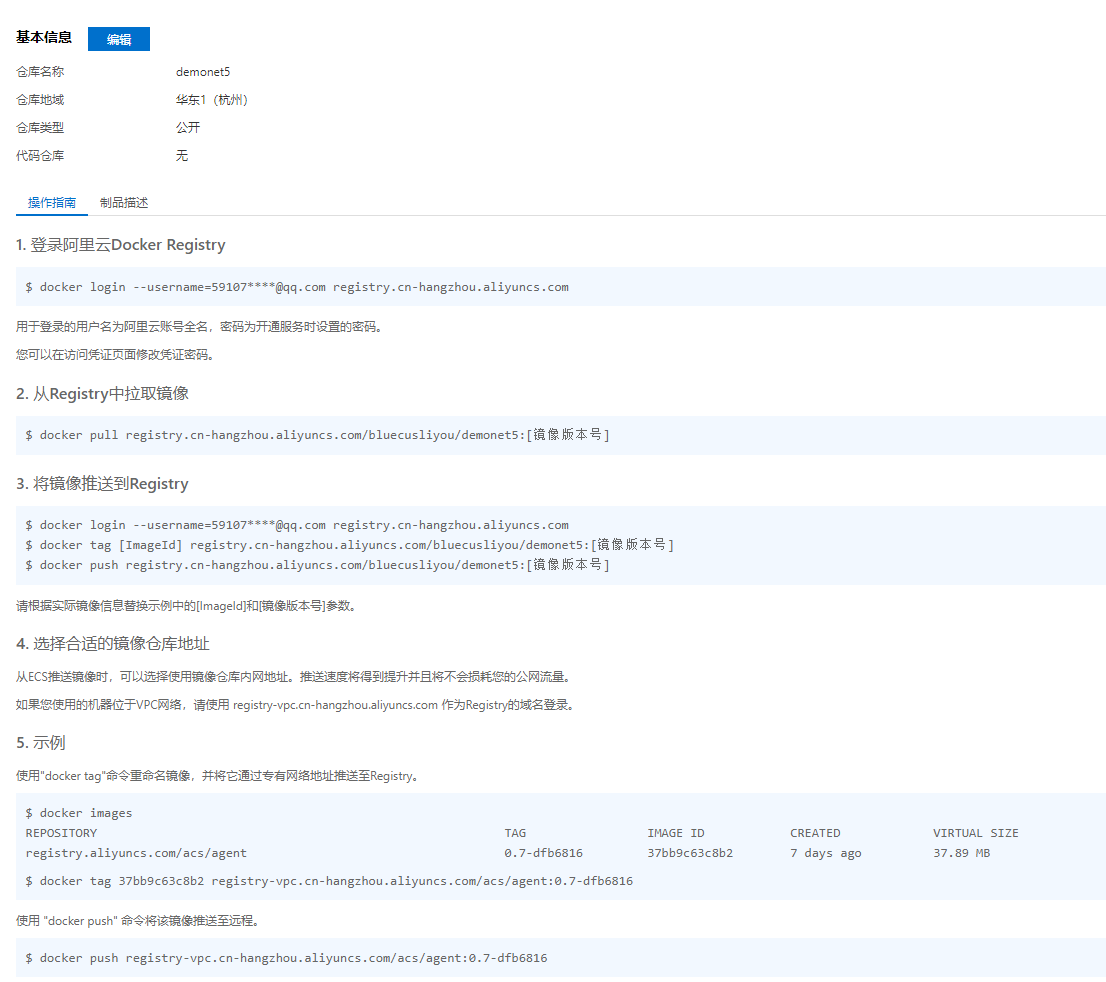 基本信息 编辑
仓库名称 demonet5
仓库地域 华东1（杭州）
仓库类型 公开
代码仓库 无
操作指南 制品描述
1. 登录阿里云Docker Registry
$ docker login --username=59107****@qq.com registry.cn-hangzhou.aliyuncs.com
用于登录的用户名为阿里云账号全名，密码为开通服务时设置的密码。
您可以在访问凭证页面修改凭证密码。
2. 从Registry中拉取镜像
$ docker pull registry.cn-hangzhou.aliyuncs.com/bluecusliyou/demonet5:[镜像版本号]
3. 将镜像推送到Registry
$ docker login --username=59107****@qq.com registry.cn-hangzhou.aliyuncs.com
$ docker tag [ImageId] registry.cn-hangzhou.aliyuncs.com/bluecusliyou/demonet5:[镜像版本号]
$ docker push registry.cn-hangzhou.aliyuncs.com/bluecusliyou/demonet5:[镜像版本号]
请根据实际镜像信息替换示例中的[ImageId]和[镜像版本号]参数。
4. 选择合适的镜像仓库地址
从ECS推送镜像时，可以选择使用镜像仓库内网地址。推送速度将得到提升并且将不会损耗您的公网流量。
如果您使用的机器位于VPC网络，请使用 registry-vpc.cn-hangzhou.aliyuncs.com 作为Registry的域名登录。
5. 示例
使用"docker tag"命令重命名镜像，并将它通过专有网络地址推送至Registry。
$ docker images
REPOSITORY TAG IMAGE ID CREATED VIRTUAL SIZE
registry.aliyuncs.com/acs/agent 0.7-dfb6816 37bb9c63c8b2 7 days ago 37.89 MB
$ docker tag 37bb9c63c8b2 registry-vpc.cn-hangzhou.aliyuncs.com/acs/agent:0.7-dfb6816
使用 "docker push" 命令将该镜像推送至远程。
$ docker push registry-vpc.cn-hangzhou.aliyuncs.com/acs/agent:0.7-dfb6816